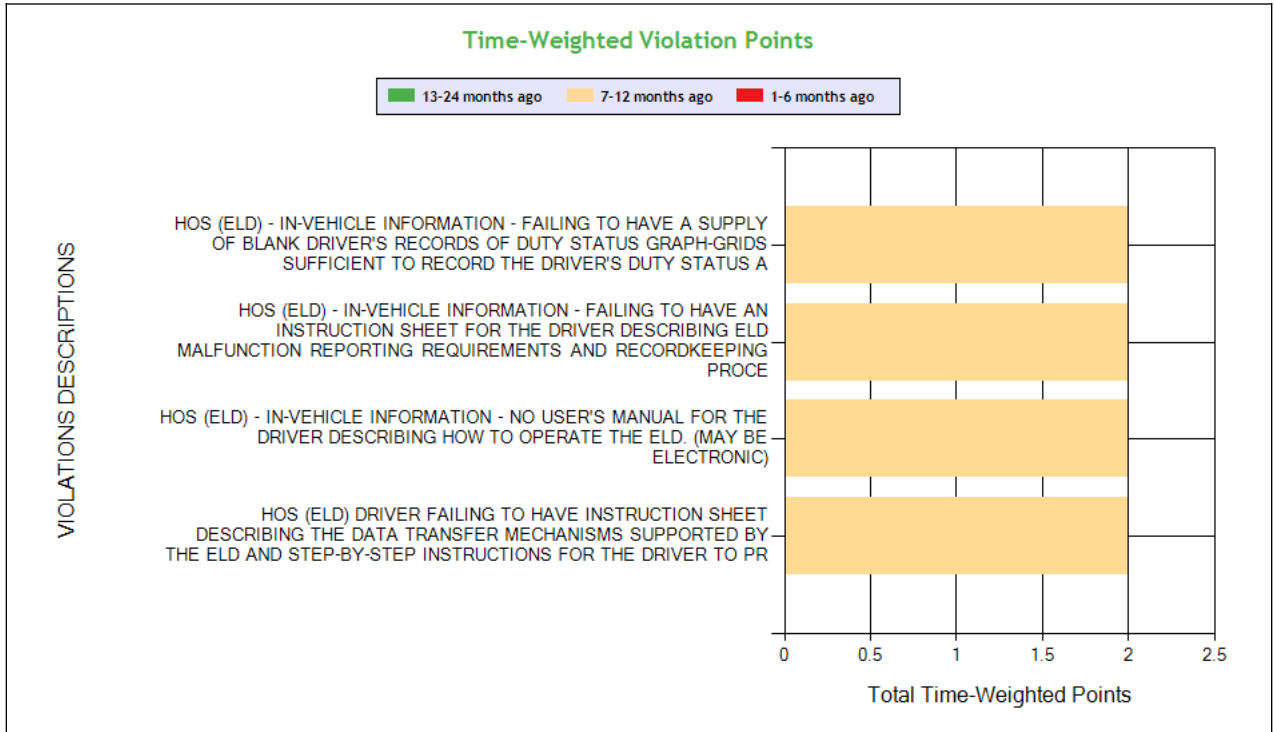 Time-Weighted Violation Points
13-24 months ago 7-12 months ago 1-6 months ago
VIOLATIONS DESCRIPTIONS
HOS (ELD) - IN-VEHICLE INFORMATION - FAILING TO HAVE A SUPPLY
OF BLANK DRIVER'S RECORDS OF DUTY STATUS GRAPH-GRIDS
SUFFICIENT TO RECORD THE DRIVER'S DUTY STATUS A
HOS (ELD) - IN-VEHICLE INFORMATION - FAILING TO HAVE AN
INSTRUCTION SHEET FOR THE DRIVER DESCRIBING ELD
MALFUNCTION REPORTING REQUIREMENTS AND RECORDKEEPING
PROCE
HOS (ELD) - IN-VEHICLE INFORMATION - NO USER'S MANUAL FOR THE
DRIVER DESCRIBING HOW TO OPERATE THE ELD. (MAY BE
ELECTRONIC)
HOS (ELD) DRIVER FAILING TO HAVE INSTRUCTION SHEET
DESCRIBING THE DATA TRANSFER MECHANISMS SUPPORTED BY
THE ELD AND STEP-BY-STEP INSTRUCTIONS FOR THE DRIVER TO PR
0 0.5 1 1.5 2 2.5
Total Time-Weighted Points